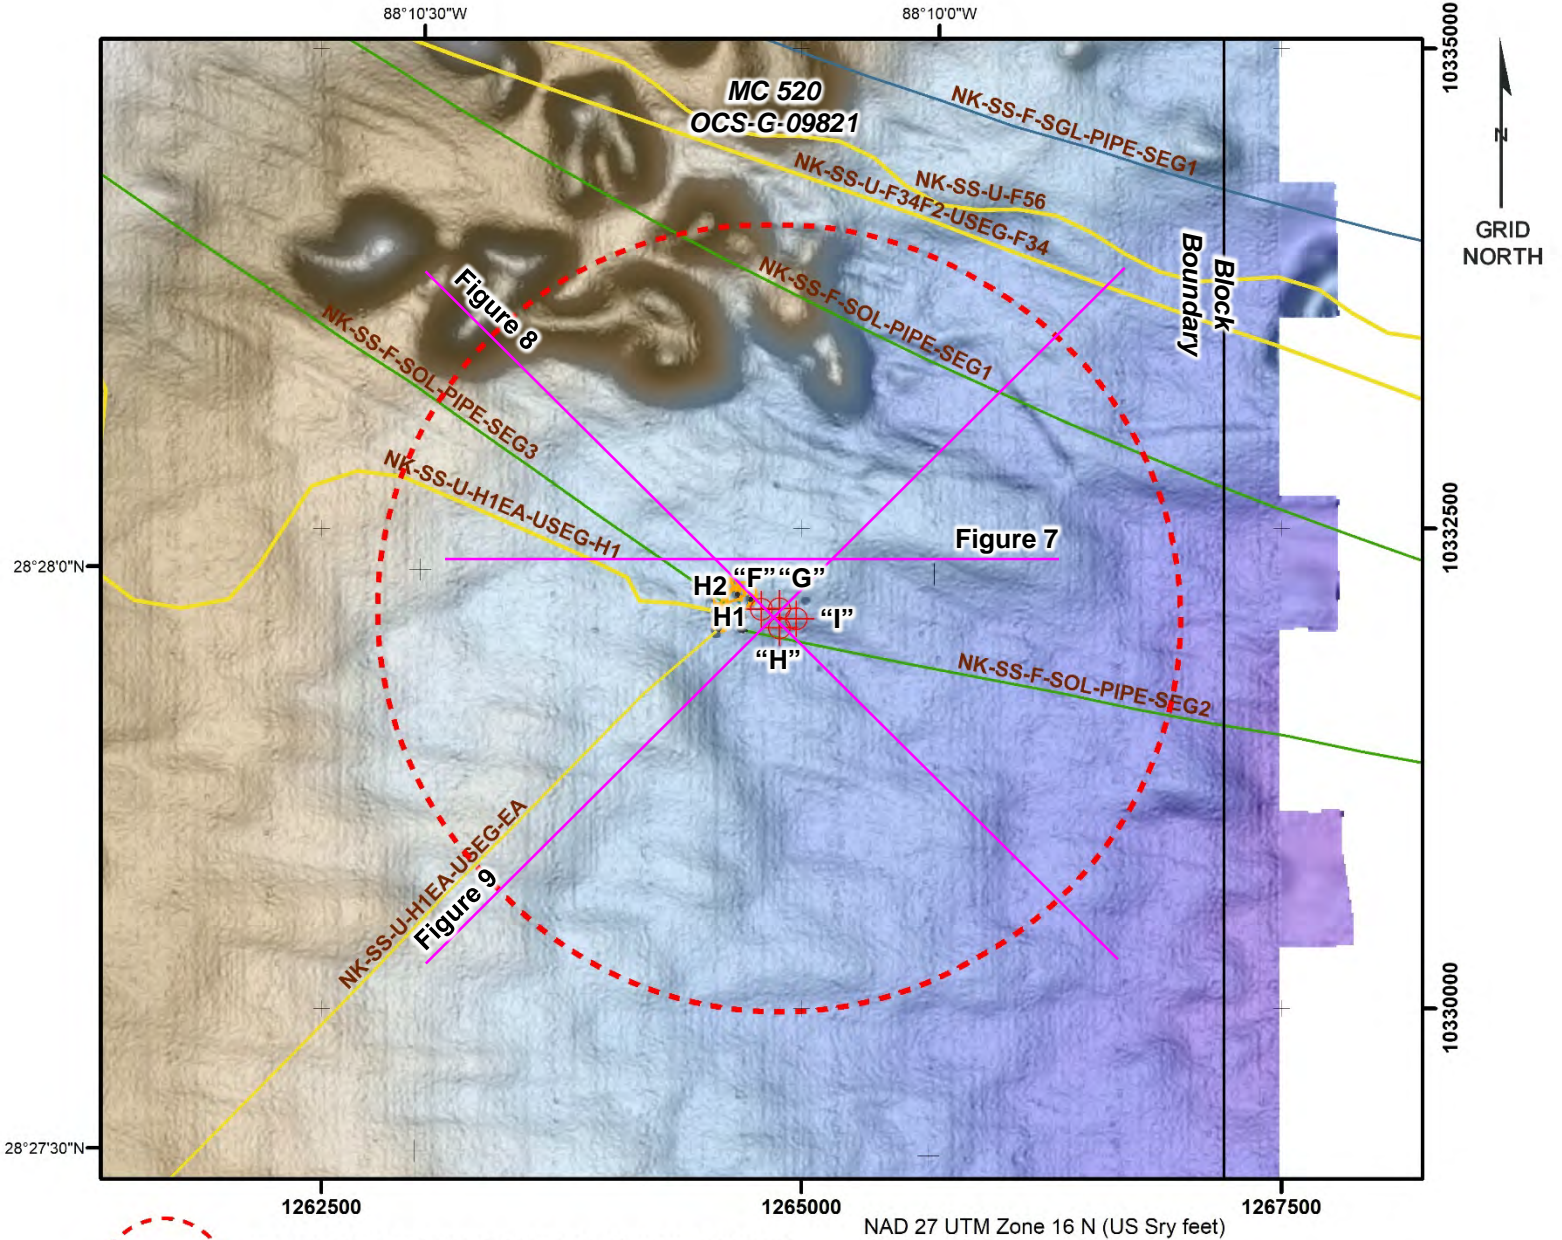 88°10'30"W
88°10'0"W
10335000
N
GRID
NORTH
MC 520
OCS-G-09821
NK-SS-F-SGL-PIPE-SEG1
NK-SS-U-F56
NK-SS-U-F34F2-USEG-F34
Block
Boundary
Figure 8
NK-SS-F-SOL-PIPE-SEG1
NK-SS-F-SOL-PIPE-SEG3
NK-SS-U-H1EA-USEG-H1
10332500
Figure 7
28°28'0"N
H2
“F”
“G”
H1
“I”
“H”
NK-SS-F-SOL-PIPE-SEG2
NK-SS-U-H1EA-USEG-EA
Figure 9
10330000
28°27'30"N
1262500
1265000
1267500
NAD 27 UTM Zone 16 N (US Sry feet)